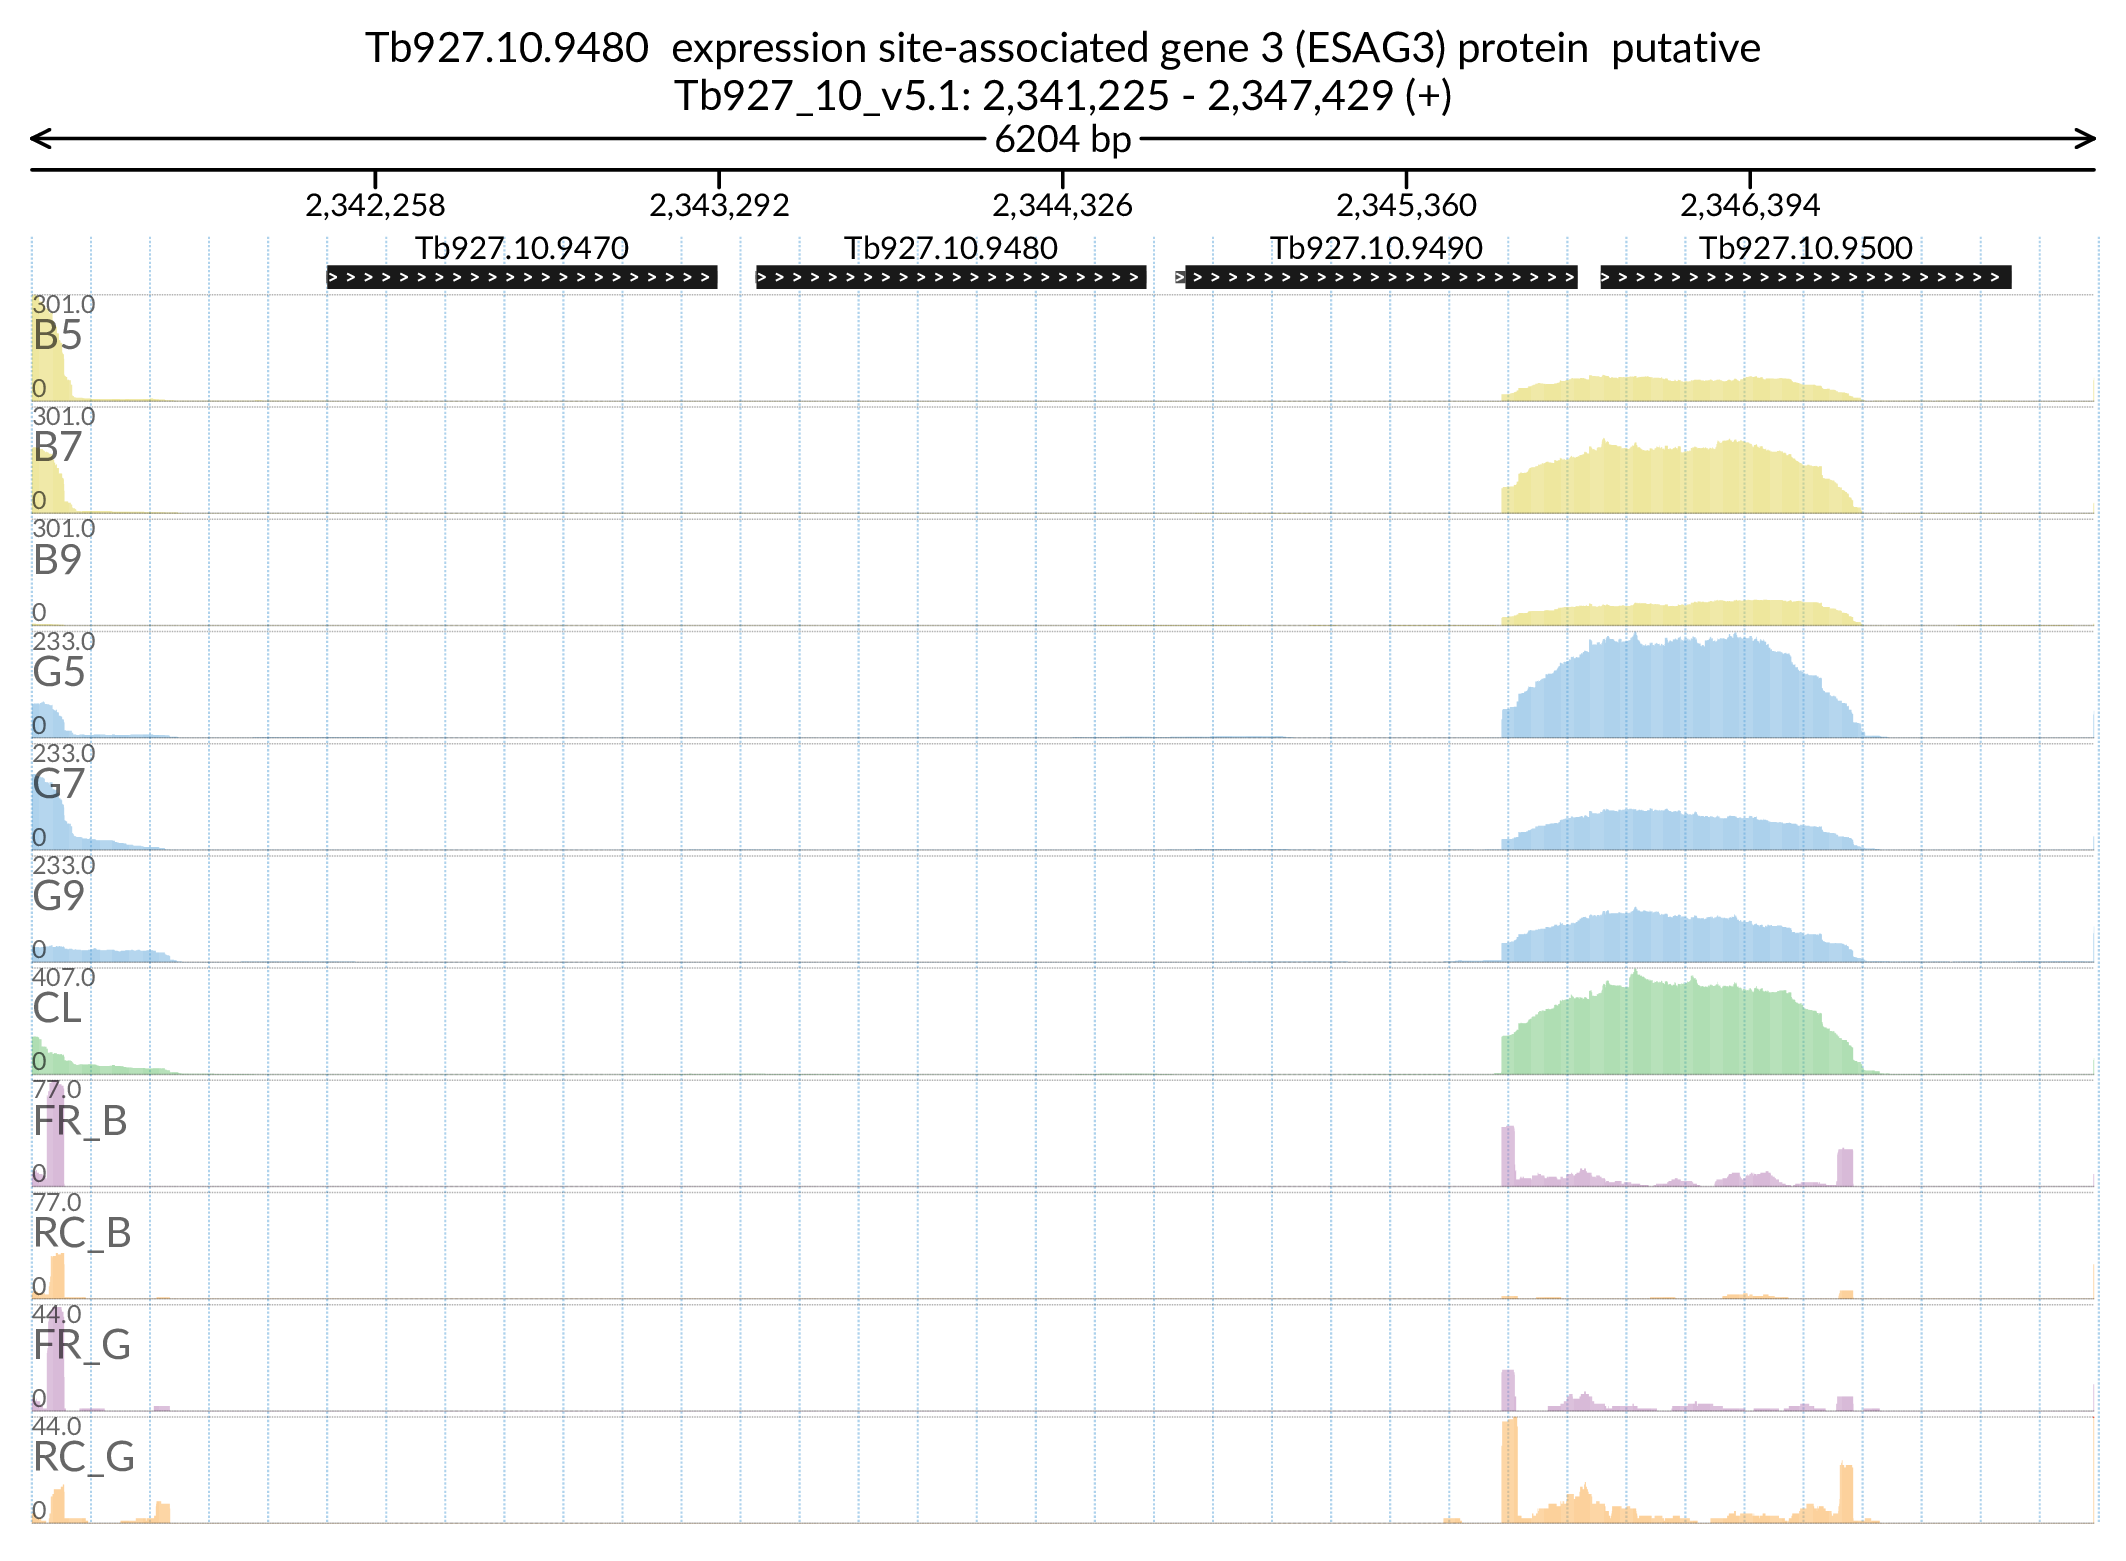 Tb927.10.9480  expression site-associated gene 3 (ESAG3) protein  putative
Tb927_10_v5.1: 2,341,225 - 2,347,429 (+)
6204 bp
2,342,258 2,343,292 2,344,326 2,345,360 2,346,394
Tb927.10.9470 Tb927.10.9480 Tb927.10.9490 Tb927.10.9500
301.0
B5
0
301.0
B7
0
301.0
B9
0
233.0
G5
0
233.0
G7
0
233.0
G9
0
407.0
CL
0
77.0
FR_B
0
77.0
RC_B
0
44.0
FR_G
0
44.0
RC_G
0